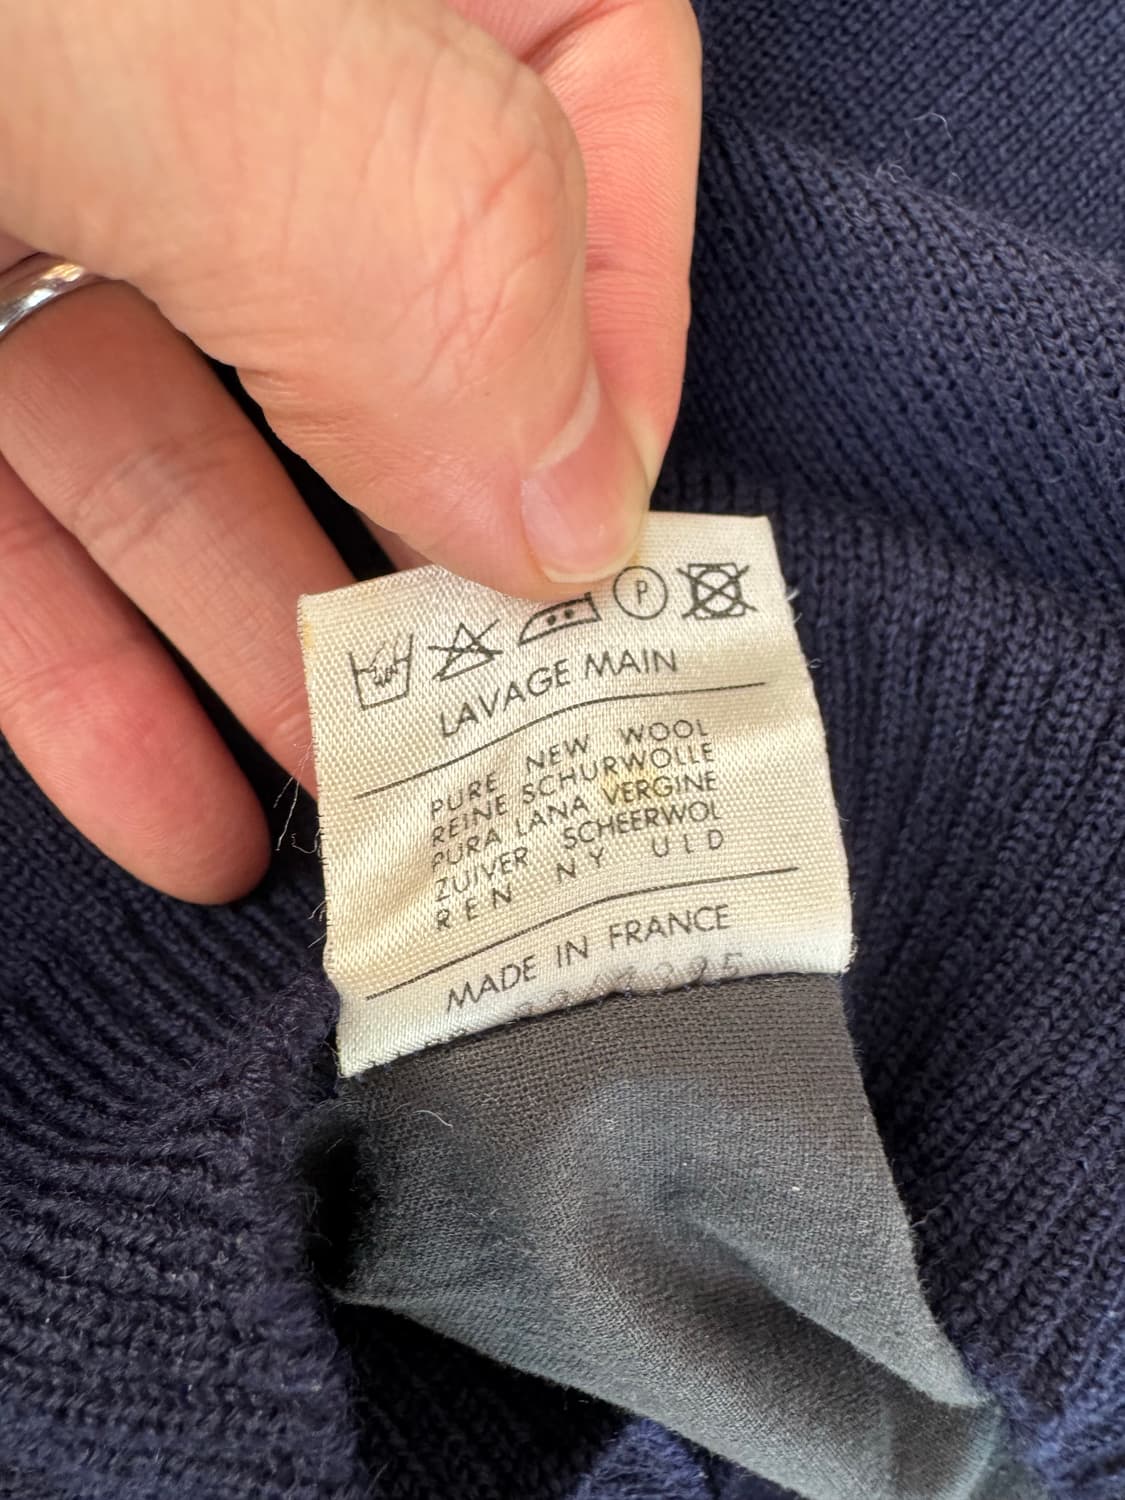 P
LAVAGE MAIN
PURE NEW WOOL
REINE SCHURWOLLE
PURA LANA VERGINE
ZUIVER SCHEERWOL
REN NY ULD
MADE IN FRANCE